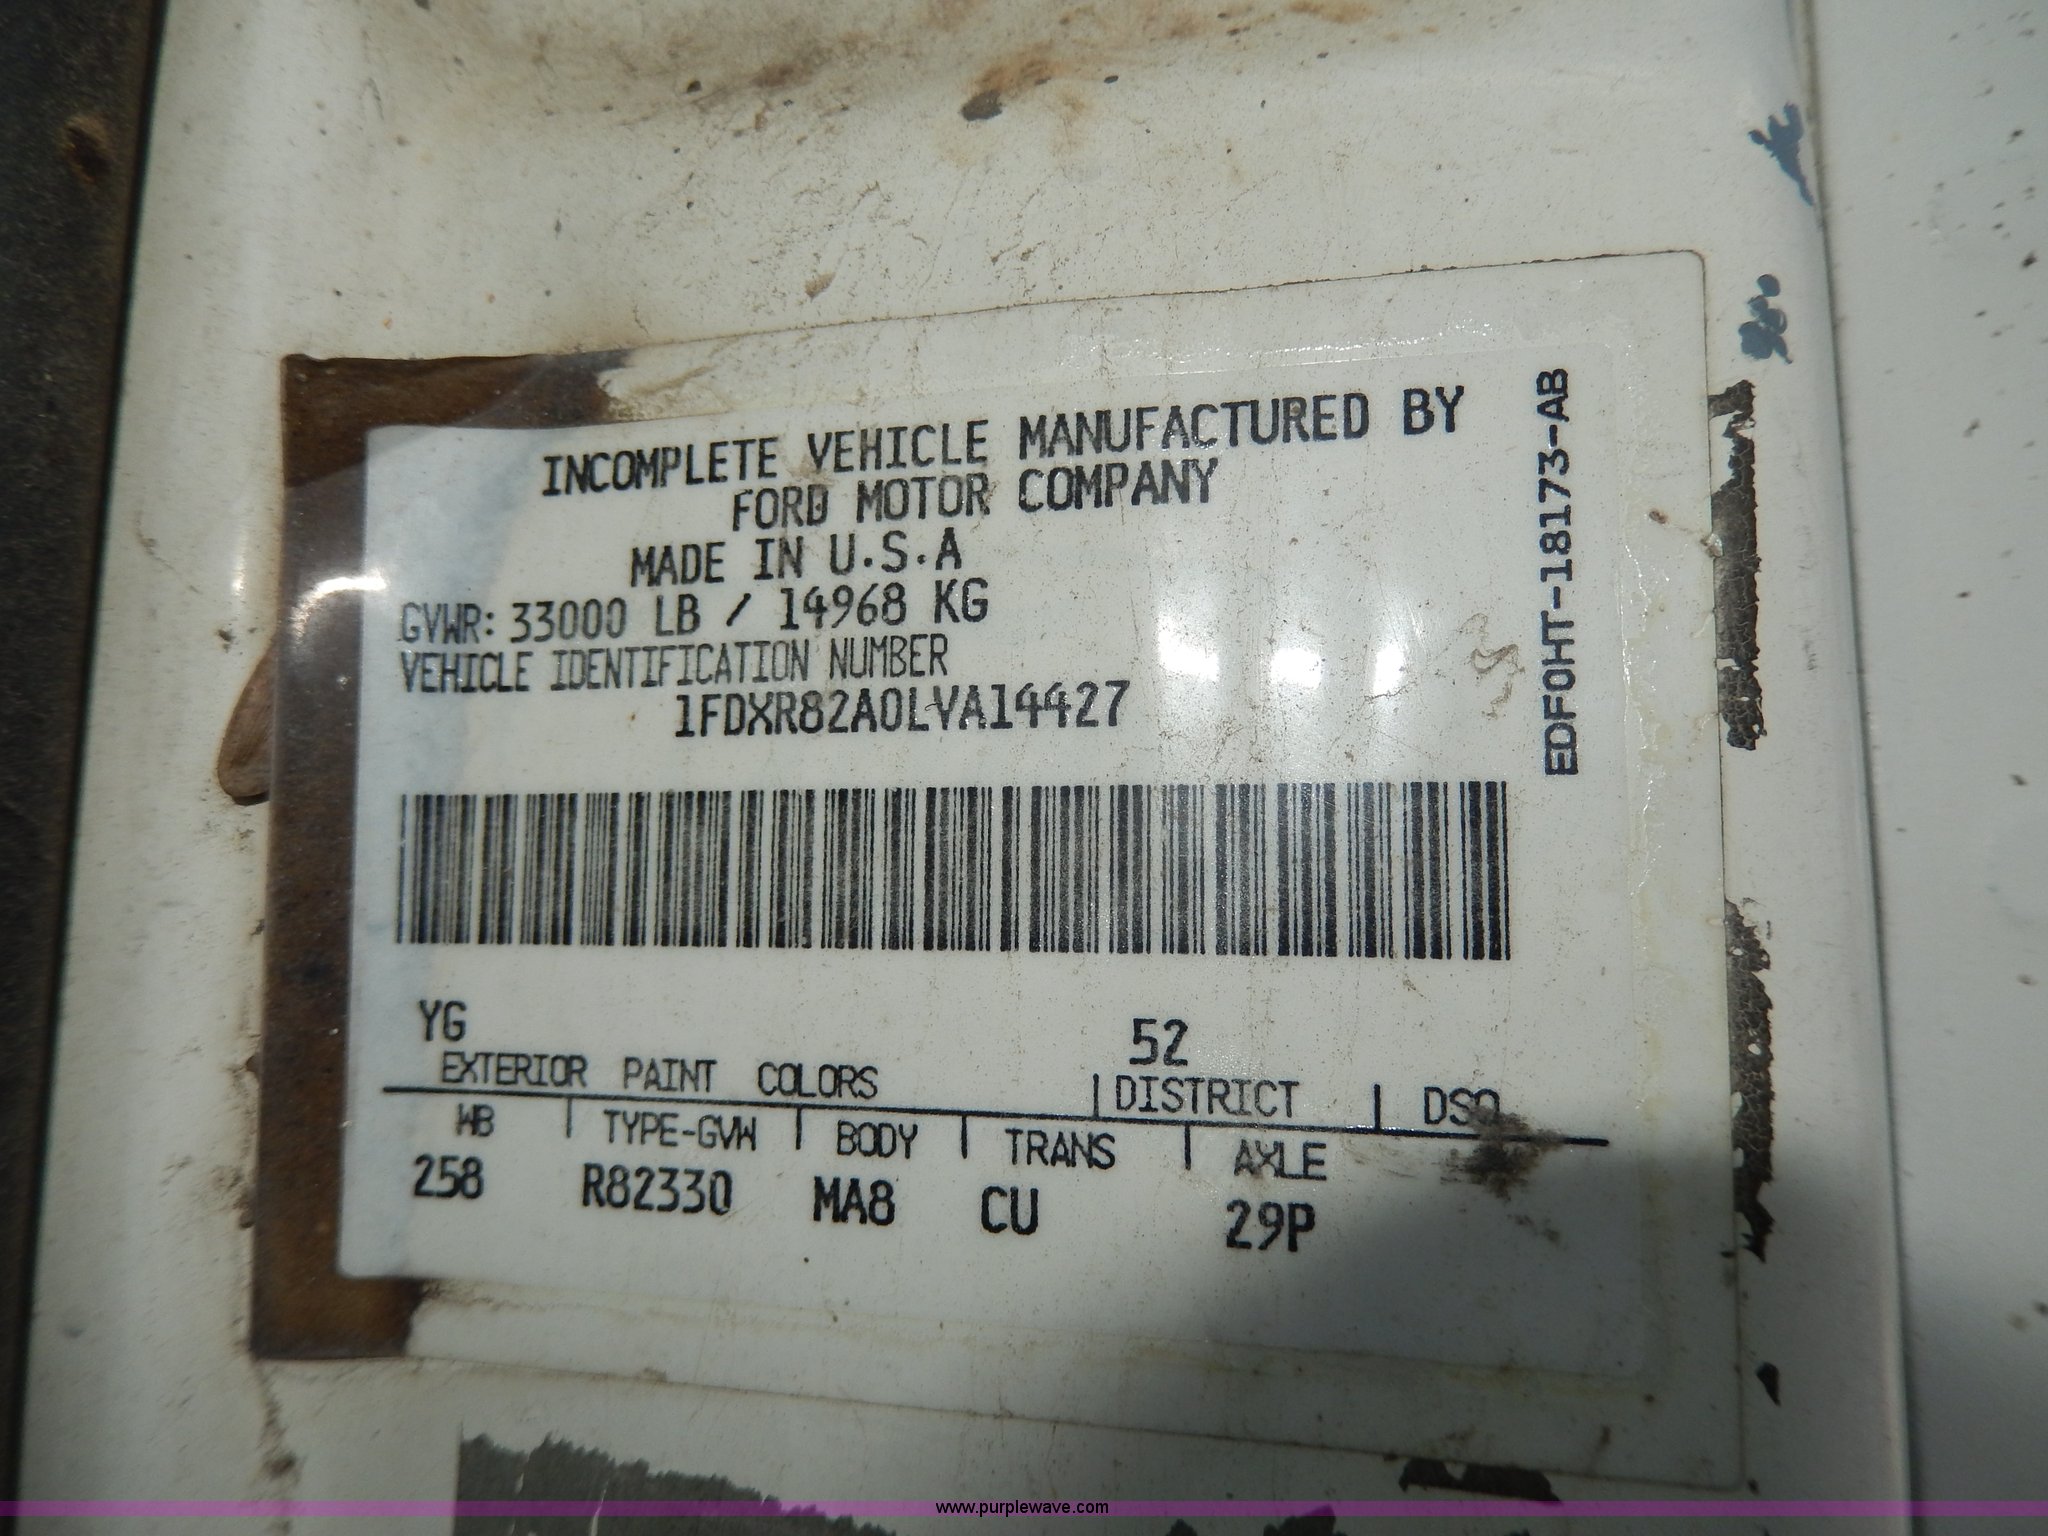 INCOMPLETE VEHICLE MANUFACTURED BY
FORD MOTOR COMPANY
MADE IN U.S.A
GVWR: 33000 LB / 14968 KG
VEHICLE IDENTIFICATION NUMBER
1FDXR82A0LVA14427
EDF0HT-18173-AB
YG 52
EXTERIOR PAINT COLORS | DISTRICT | DSO
WB | TYPE-GVW | BODY | TRANS | AXLE
258 R82330 MA8 CU 29P
www.purplewave.com